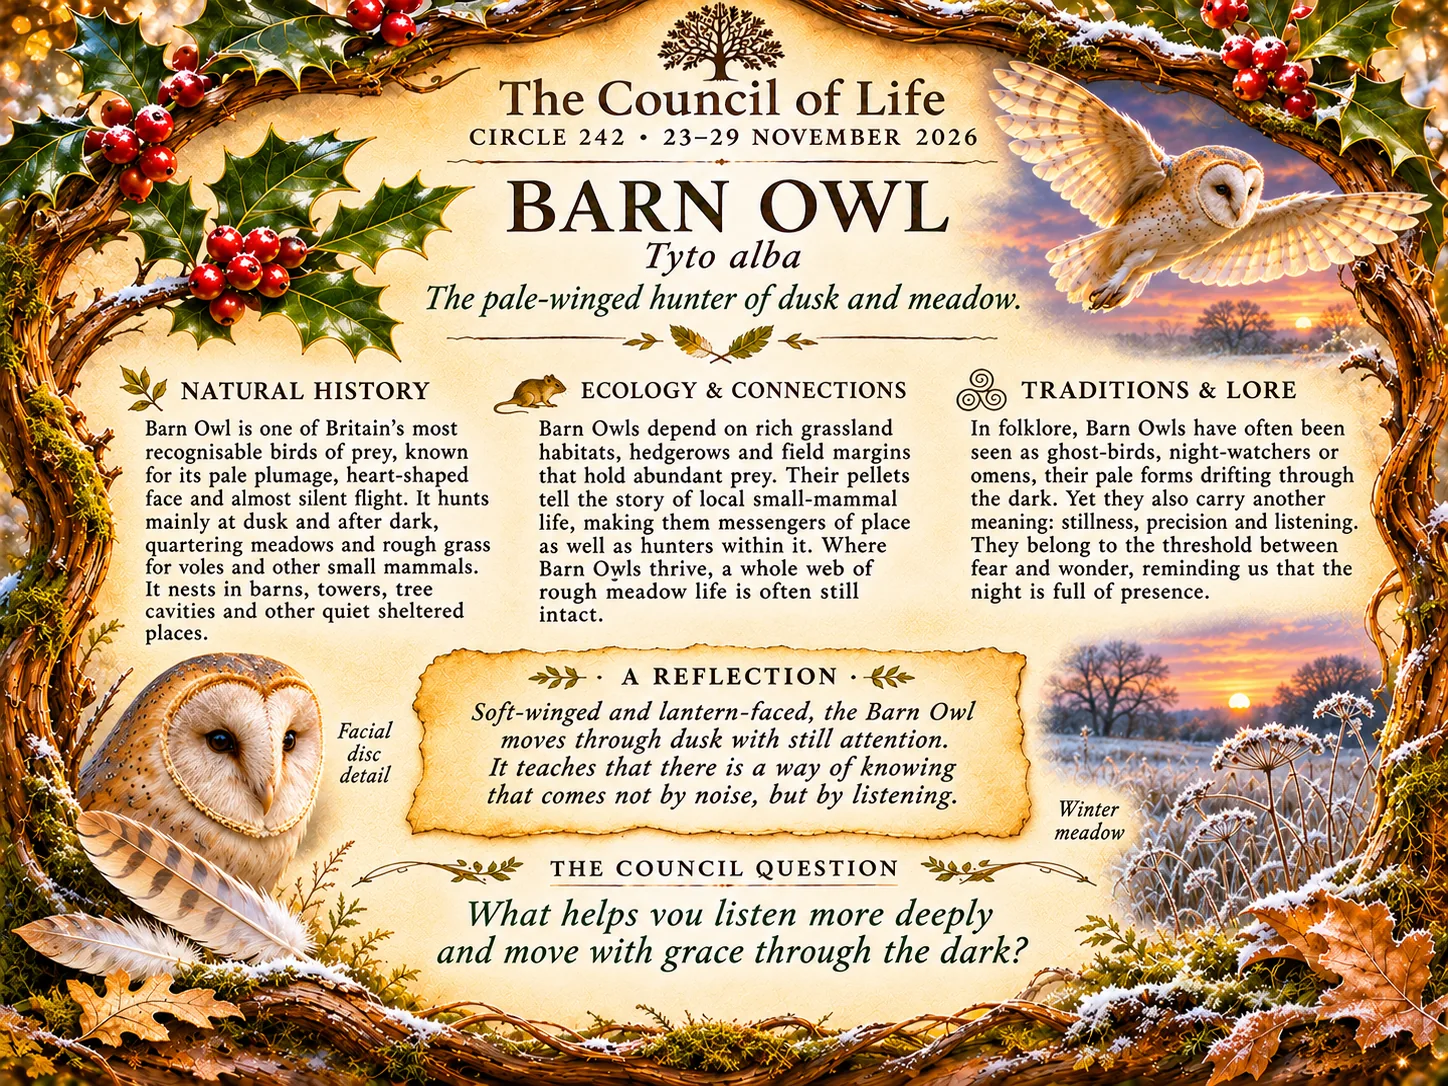 The Council of Life
CIRCLE 242 • 23–29 NOVEMBER 2026
BARN OWL
Tyto alba
The pale-winged hunter of dusk and meadow.
NATURAL HISTORY
Barn Owl is one of Britain's most
recognisable birds of prey, known
for its pale plumage, heart-shaped
face and almost silent flight. It hunts
mainly at dusk and after dark,
quartering meadows and rough grass
for voles and other small mammals.
It nests in barns, towers, tree
cavities and other quiet sheltered
places.
ECOLOGY & CONNECTIONS
Barn Owls depend on rich grassland
habitats, hedgerows and field margins
that hold abundant prey. Their pellets
tell the story of local small-mammal
life, making them messengers of place
as well as hunters within it. Where
Barn Owls thrive, a whole web of
rough meadow life is often still
intact.
TRADITIONS & LORE
In folklore, Barn Owls have often been
seen as ghost-birds, night-watchers or
omens, their pale forms drifting through
the dark. Yet they also carry another
meaning: stillness, precision and listening.
They belong to the threshold between
fear and wonder, reminding us that the
night is full of presence.
Facial
disc
detail
· A REFLECTION ·
Soft-winged and lantern-faced, the Barn Owl
moves through dusk with still attention.
It teaches that there is a way of knowing
that comes not by noise, but by listening.
Winter
meadow
THE COUNCIL QUESTION
What helps you listen more deeply
and move with grace through the dark?